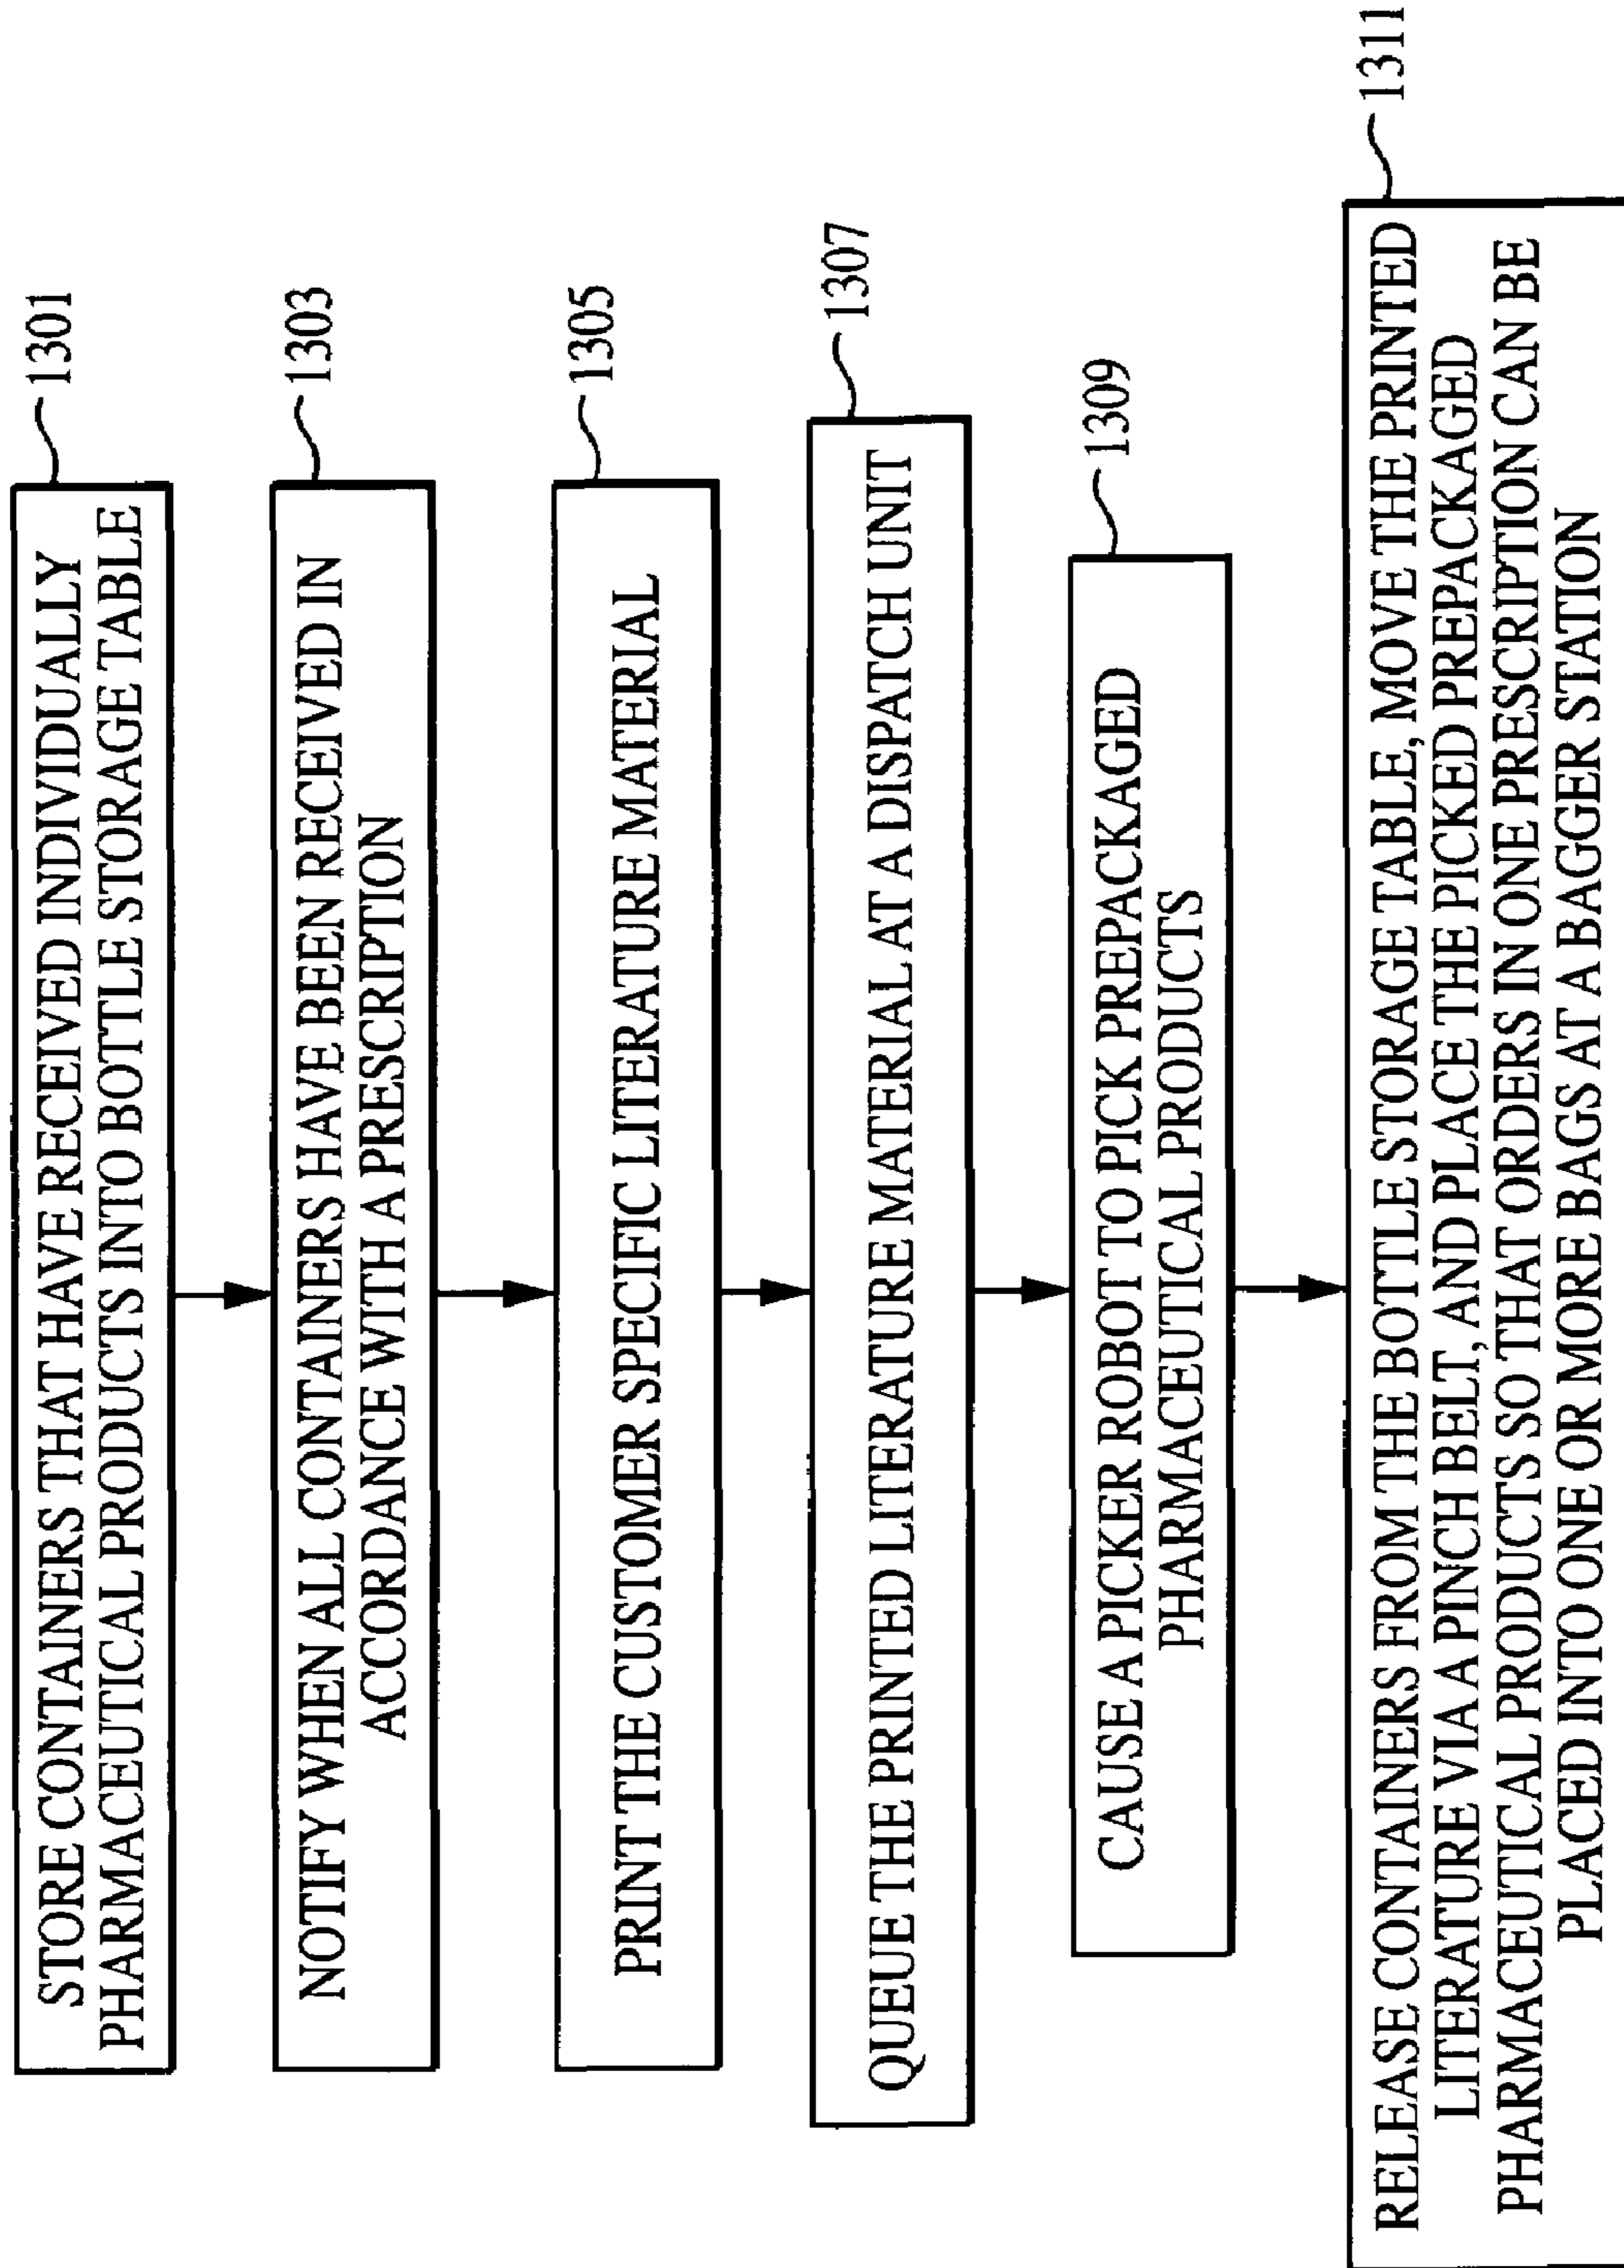 1301
STORE CONTAINERS THAT HAVE RECEIVED INDIVIDUALLY
PHARMACEUTICAL PRODUCTS INTO BOTTLE STORAGE TABLE
1303
NOTIFY WHEN ALL CONTAINERS HAVE BEEN RECEIVED IN
ACCORDANCE WITH A PRESCRIPTION
1305
PRINT THE CUSTOMER SPECIFIC LITERATURE MATERIAL
1307
QUEUE THE PRINTED LITERATURE MATERIAL AT A DISPATCH UNIT
1309
CAUSE A PICKER ROBOT TO PICK PREPACKAGED
PHARMACEUTICAL PRODUCTS
1311
RELEASE CONTAINERS FROM THE BOTTLE STORAGE TABLE, MOVE THE PRINTED
LITERATURE VIA A PINCH BELT, AND PLACE THE PICKED PREPACKAGED
PHARMACEUTICAL PRODUCTS SO THAT ORDERS IN ONE PRESCRIPTION CAN BE
PLACED INTO ONE OR MORE BAGS AT A BAGGER STATION